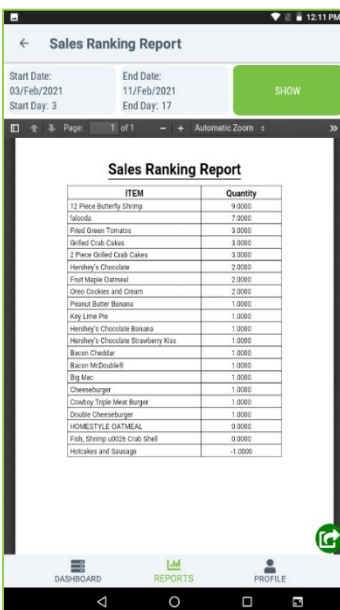 12:11 PM
Sales Ranking Report
Start Date:
03/Feb/2021
Start Day: 3
End Date:
11/Feb/2021
End Day: 17
SHOW
Page: 1 of 1 − + Automatic Zoom
Sales Ranking Report
ITEM Quantity
12 Piece Butterfly Shrimp 9.0000
falooda 7.0000
Fried Green Tomatos 3.0000
Grilled Crab Cakes 3.0000
2 Piece Grilled Crab Cakes 3.0000
Hershey's Chocolate 2.0000
Fruit Maple Oatmeal 2.0000
Oreo Cookies and Cream 2.0000
Peanut Butter Banana 1.0000
Key Lime Pie 1.0000
Hershey's Chocolate Banana 1.0000
Hershey's Chocolate Strawberry Kiss 1.0000
Bacon Cheddar 1.0000
Bacon McDouble® 1.0000
Big Mac 1.0000
Cheeseburger 1.0000
Cowboy Triple Meat Burger 1.0000
Double Cheeseburger 1.0000
HOMESTYLE OATMEAL 0.0000
Fish, Shrimp u0026 Crab Shell 0.0000
Hotcakes and Sausage -1.0000
DASHBOARD REPORTS PROFILE